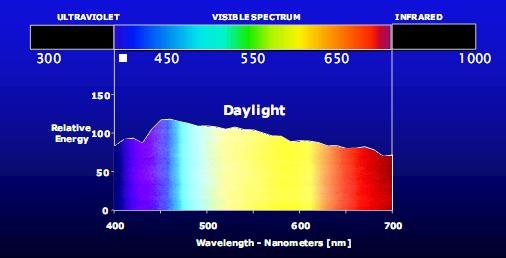 ULTRAVIOLET VISIBLE SPECTRUM INFRARED
300 450 550 650 1000
Daylight
Relative
Energy
150
100
50
0
400 500 600 700
Wavelength - Nanometers [nm]